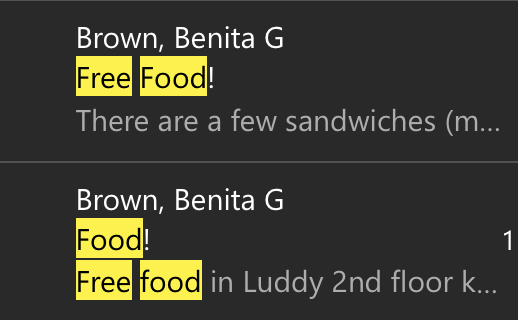 Brown, Benita G
Free Food!
There are a few sandwiches (m...
Brown, Benita G
Food! 1
Free food in Luddy 2nd floor k...